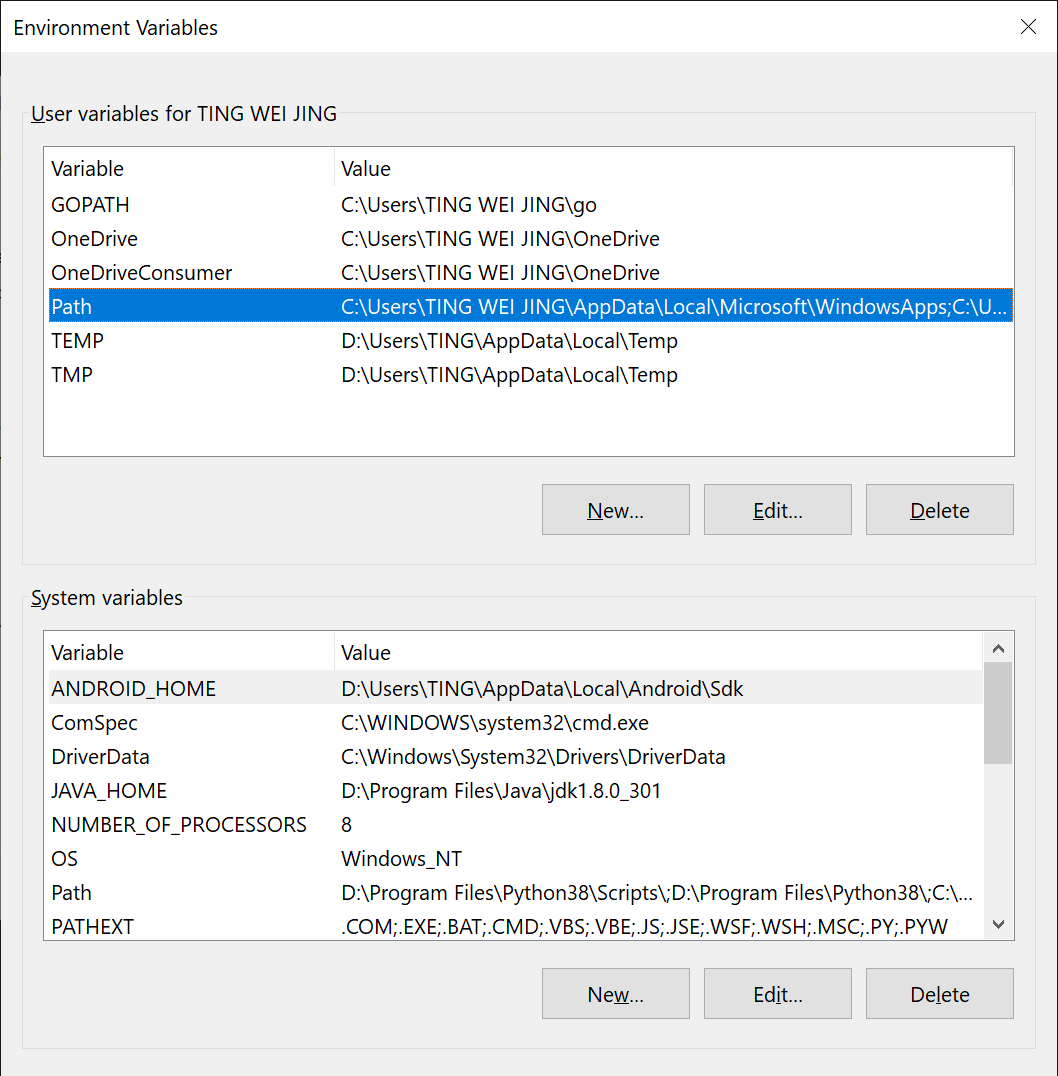 Environment Variables
User variables for TING WEI JING
Variable Value
GOPATH C:\Users\TING WEI JING\go
OneDrive C:\Users\TING WEI JING\OneDrive
OneDriveConsumer C:\Users\TING WEI JING\OneDrive
Path C:\Users\TING WEI JING\AppData\Local\Microsoft\WindowsApps;C:\U...
TEMP D:\Users\TING\AppData\Local\Temp
TMP D:\Users\TING\AppData\Local\Temp
New... Edit... Delete
System variables
Variable Value
ANDROID_HOME D:\Users\TING\AppData\Local\Android\Sdk
ComSpec C:\WINDOWS\system32\cmd.exe
DriverData C:\Windows\System32\Drivers\DriverData
JAVA_HOME D:\Program Files\Java\jdk1.8.0_301
NUMBER_OF_PROCESSORS 8
OS Windows_NT
Path D:\Program Files\Python38\Scripts\;D:\Program Files\Python38\;C:\...
PATHEXT .COM;.EXE;.BAT;.CMD;.VBS;.VBE;.JS;.JSE;.WSF;.WSH;.MSC;.PY;.PYW
New... Edit... Delete